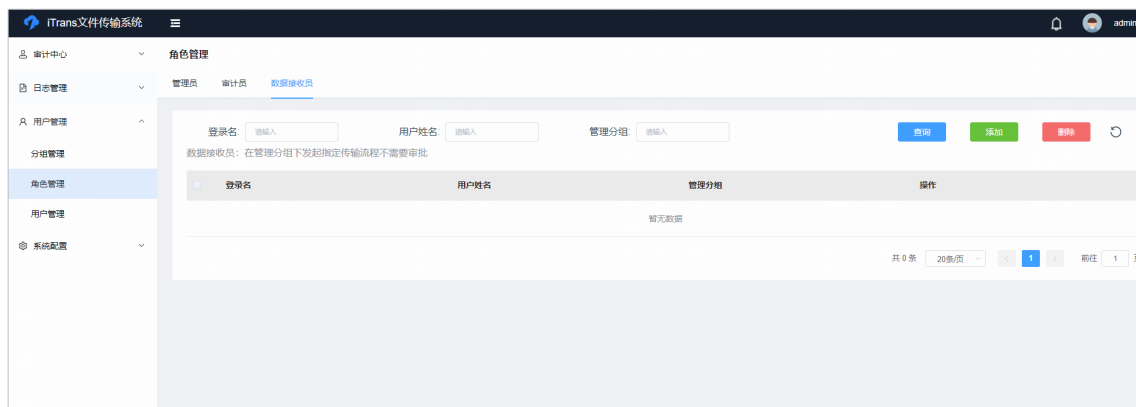 iTrans文件传输系统
admin
审计中心
日志管理
用户管理
分组管理
角色管理
用户管理
系统配置
角色管理
管理员 审计员 数据接收员
登录名: 请输入 用户姓名: 请输入 管理分组: 请输入 查询 添加 删除
数据接收员：在管理分组下发起指定传输流程不需要审批
登录名 用户姓名 管理分组 操作
暂无数据
共 0 条 20条/页 1 前往 1